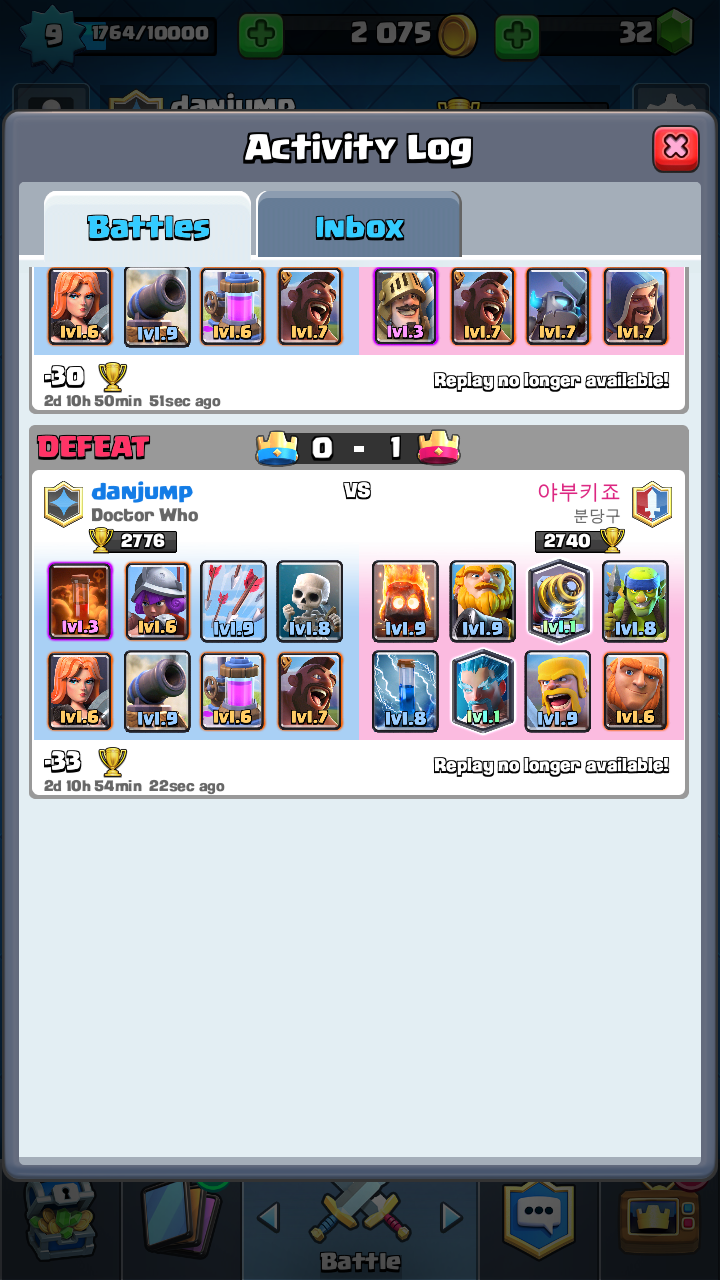 9 1764/10000 2 075 32
danjump
Activity Log
Battles Inbox
lvl.6 lvl.9 lvl.6 lvl.7 lvl.3 lvl.7 lvl.7 lvl.7
-30 Replay no longer available!
2d 10h 50min 51sec ago
DEFEAT 0 - 1
danjump vs 야부키죠
Doctor Who 분당구
2776 2740
lvl.3 lvl.6 lvl.9 lvl.8 lvl.9 lvl.9 lvl.1 lvl.8
lvl.6 lvl.9 lvl.6 lvl.7 lvl.8 lvl.1 lvl.9 lvl.6
-33 Replay no longer available!
2d 10h 54min 22sec ago
Battle